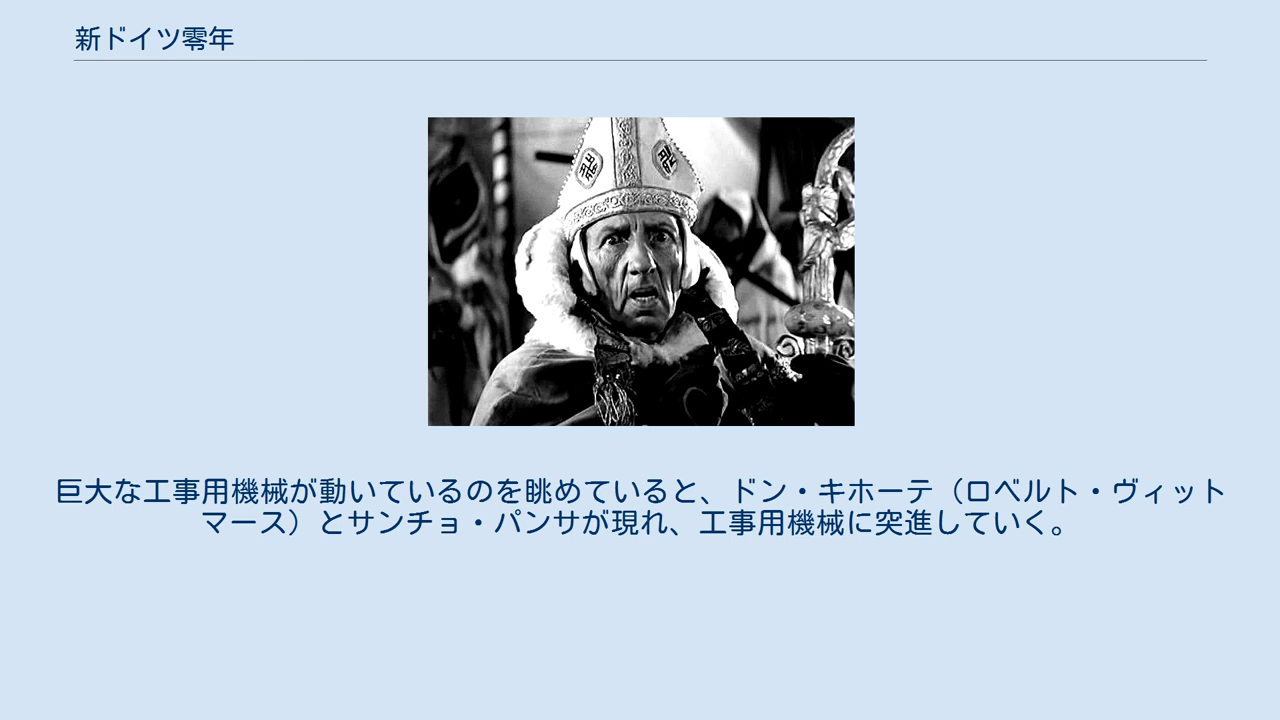 新ドイツ零年
巨大な工事用機械が動いているのを眺めていると、ドン・キホーテ（ロベルト・ヴィット
マース）とサンチョ・パンサが現れ、工事用機械に突進していく。